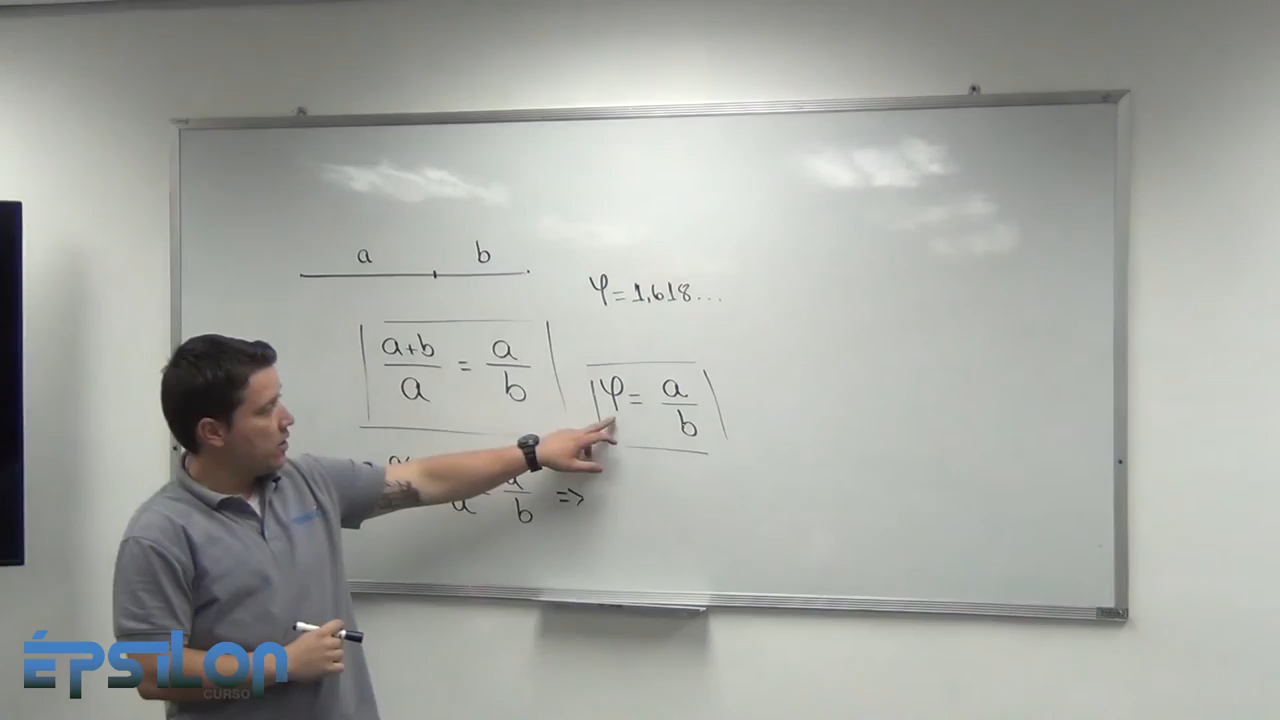 a b
φ = 1,618...
a+b/a = a/b
φ = a/b
a a/b =>
ÉPSILON
CURSO